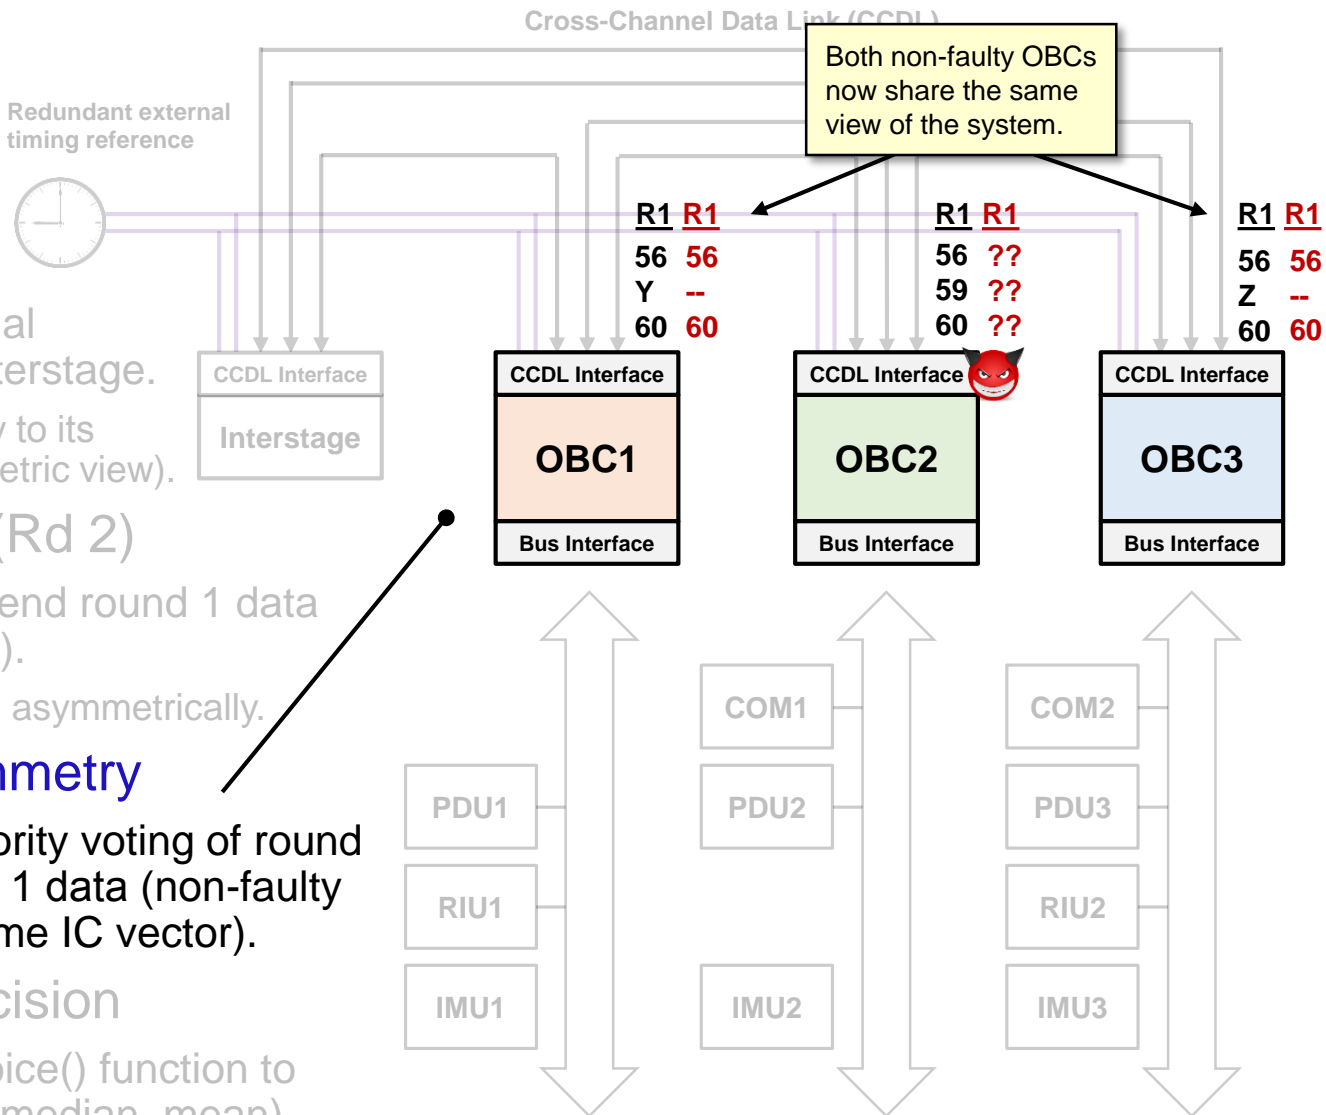 Cross-Channel Data Link (CCDL)
Both non-faulty OBCs
now share the same
view of the system.
Redundant external
timing reference
R1 R1
56 56
Y --
60 60
R1 R1
56 ??
59 ??
60 ??
R1 R1
56 56
Z --
60 60
al
terstage.
y to its
etric view).
(Rd 2)
end round 1 data
).
asymmetrically.
nmetry
ority voting of round
1 data (non-faulty
me IC vector).
cision
oice() function to
median, mean)
CCDL Interface
Interstage
CCDL Interface
OBC1
Bus Interface
CCDL Interface
OBC2
Bus Interface
CCDL Interface
OBC3
Bus Interface
COM1
COM2
PDU1
PDU2
PDU3
RIU1
RIU2
IMU1
IMU2
IMU3